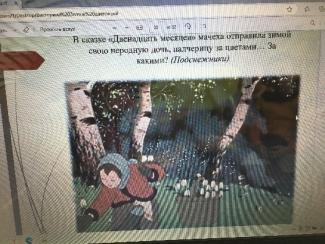 В сказке «Двенадцать месяцев» мачеха отправила зимой
свою неродную дочь, падчерицу за цветами... За
какими? (Подснежники)